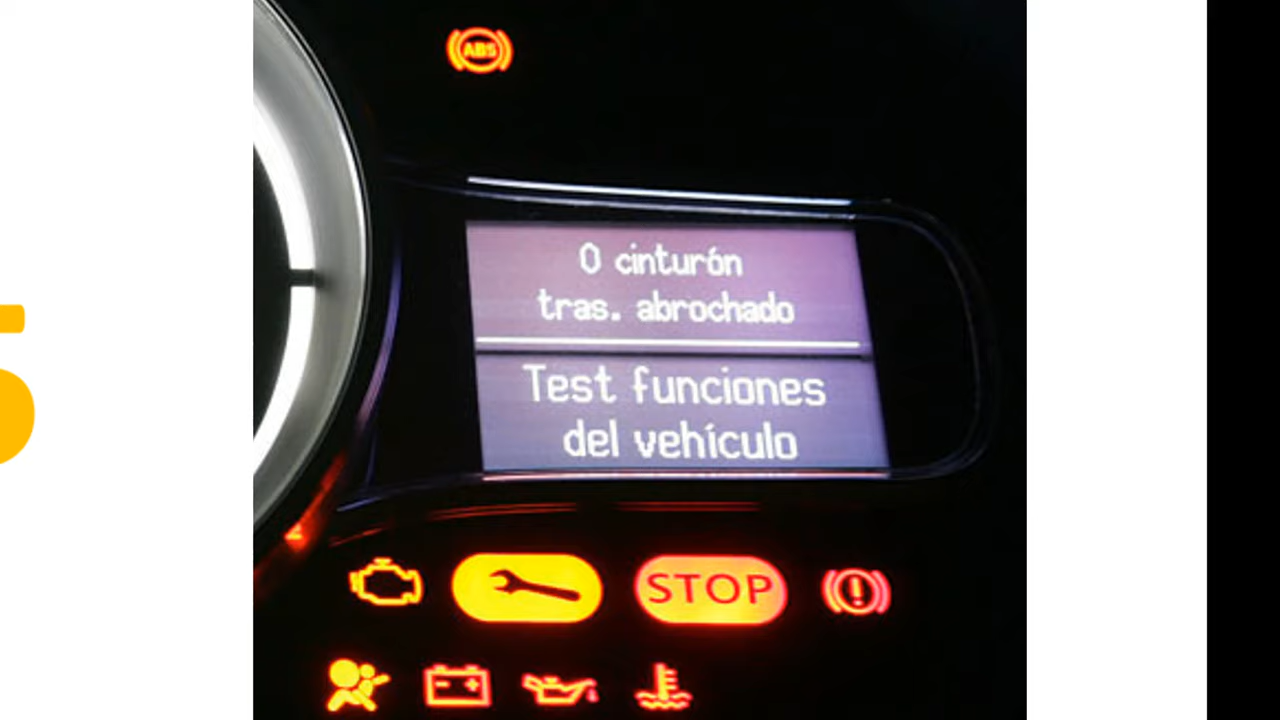 ABS
0 cinturón
tras. abrochado
Test funciones
del vehículo
STOP